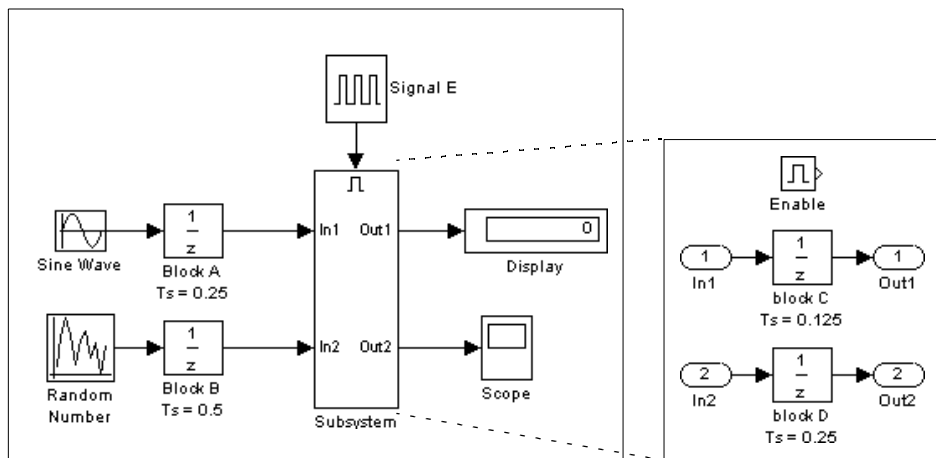 Signal E
In1 Out1
0
Sine Wave
1
z
Block A
Ts = 0.25
Display
In2 Out2
Random
Number
1
z
Block B
Ts = 0.5
Subsystem
Scope
Enable
1
In1
1
z
block C
Ts = 0.125
1
Out1
2
In2
1
z
block D
Ts = 0.25
2
Out2